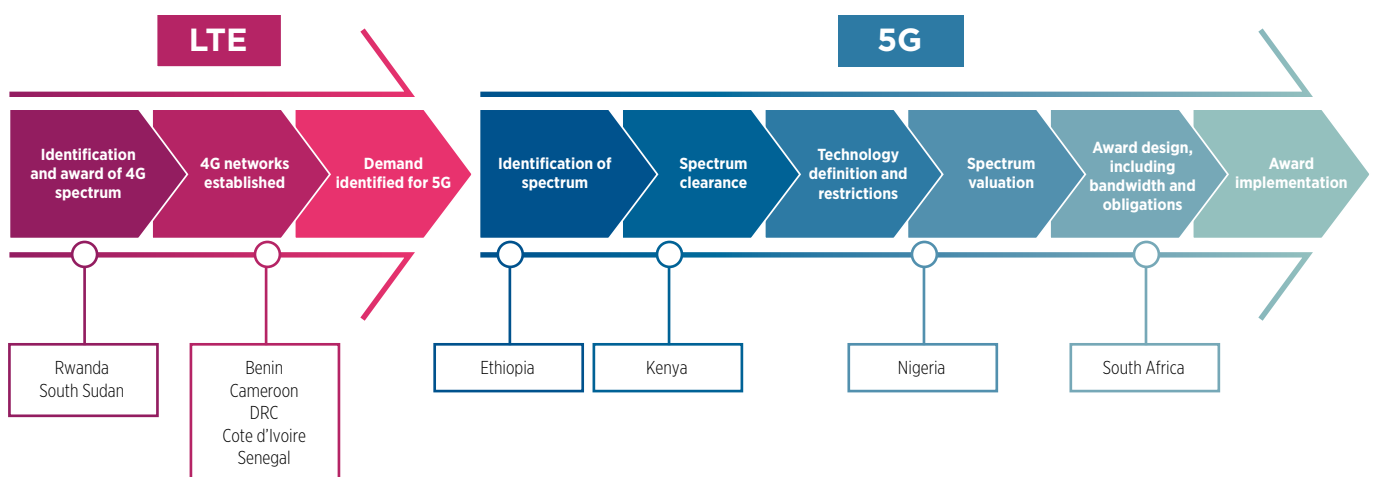 LTE
5G
Identification
and award of 4G
spectrum
4G networks
established
Demand
identified for 5G
Identification of
spectrum
Spectrum
clearance
Technology
definition and
restrictions
Spectrum
valuation
Award design,
including
bandwidth and
obligations
Award
implementation
Rwanda
South Sudan
Benin
Cameroon
DRC
Cote d'Ivoire
Senegal
Ethiopia
Kenya
Nigeria
South Africa